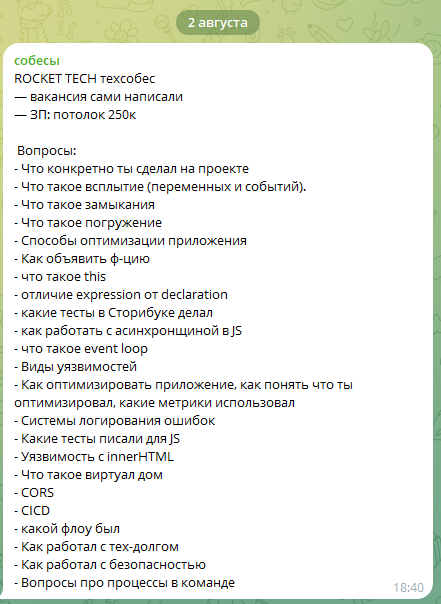 2 августа
собесы
ROCKET TECH техсобес
— вакансия сами написали
— ЗП: потолок 250к
Вопросы:
- Что конкретно ты сделал на проекте
- Что такое всплытие (переменных и событий).
- Что такое замыкания
- Что такое погружение
- Способы оптимизации приложения
- Как объявить ф-цию
- что такое this
- отличие expression от declaration
- какие тесты в Сторибуке делал
- как работать с асинхронщиной в JS
- что такое event loop
- Виды уязвимостей
- Как оптимизировать приложение, как понять что ты
оптимизировал, какие метрики использовал
- Системы логирования ошибок
- Какие тесты писали для JS
- Уязвимость с innerHTML
- Что такое виртуал дом
- CORS
- CICD
- какой флоу был
- Как работал с тех-долгом
- Как работал с безопасностью
- Вопросы про процессы в команде
18:40